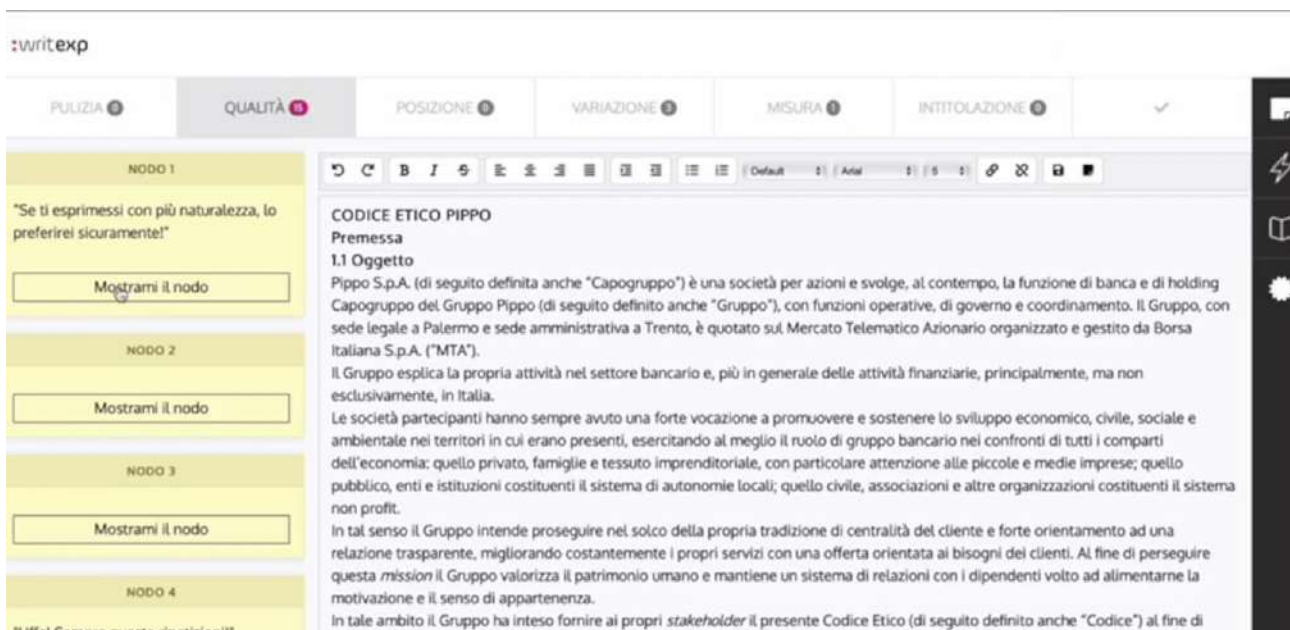 :writexp
PULIZIA 0
QUALITÀ 15
POSIZIONE 0
VARIAZIONE 3
MISURA 1
INTITOLAZIONE 0
NODO 1
"Se ti esprimessi con più naturalezza, lo
preferirei sicuramente!"
Mostrami il nodo
NODO 2
Mostrami il nodo
NODO 3
Mostrami il nodo
NODO 4
Default
Arial
CODICE ETICO PIPPO
Premessa
1.1 Oggetto
Pippo S.p.A. (di seguito definita anche "Capogruppo") è una società per azioni e svolge, al contempo, la funzione di banca e di holding
Capogruppo del Gruppo Pippo (di seguito definito anche "Gruppo"), con funzioni operative, di governo e coordinamento. Il Gruppo, con
sede legale a Palermo e sede amministrativa a Trento, è quotato sul Mercato Telematico Azionario organizzato e gestito da Borsa
Italiana S.p.A. ("MTA").
Il Gruppo esplica la propria attività nel settore bancario e, più in generale delle attività finanziarie, principalmente, ma non
esclusivamente, in Italia.
Le società partecipanti hanno sempre avuto una forte vocazione a promuovere e sostenere lo sviluppo economico, civile, sociale e
ambientale nei territori in cui erano presenti, esercitando al meglio il ruolo di gruppo bancario nei confronti di tutti i comparti
dell'economia: quello privato, famiglie e tessuto imprenditoriale, con particolare attenzione alle piccole e medie imprese; quello
pubblico, enti e istituzioni costituenti il sistema di autonomie locali; quello civile, associazioni e altre organizzazioni costituenti il sistema
non profit.
In tal senso il Gruppo intende proseguire nel solco della propria tradizione di centralità del cliente e forte orientamento ad una
relazione trasparente, migliorando costantemente i propri servizi con una offerta orientata ai bisogni dei clienti. Al fine di perseguire
questa mission il Gruppo valorizza il patrimonio umano e mantiene un sistema di relazioni con i dipendenti volto ad alimentarne la
motivazione e il senso di appartenenza.
In tale ambito il Gruppo ha inteso fornire ai propri stakeholder il presente Codice Etico (di seguito definito anche "Codice") al fine di